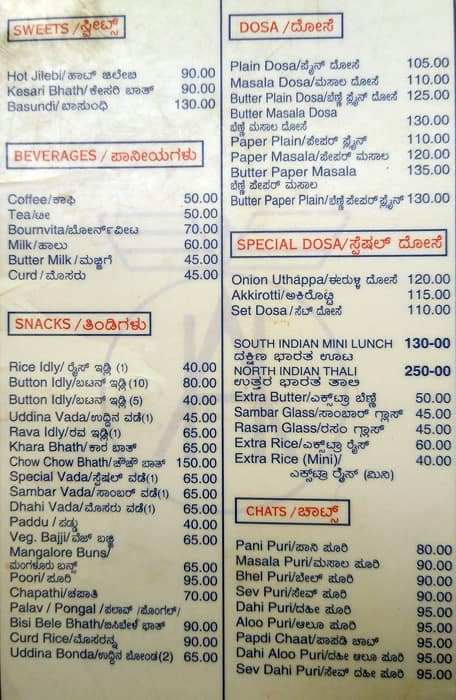 SWEETS /ಸ್ವೀಟ್ಸ್
Hot Jilebi/ಹಾಟ್ ಜಿಲೇಬಿ 90.00
Kesari Bhath/ಕೇಸರಿ ಬಾತ್ 90.00
Basundi/ಬಾಸುಂಧಿ 130.00
BEVERAGES / ಪಾನೀಯಗಳು
Coffee/ಕಾಫಿ 50.00
Tea/ಟೀ 50.00
Bournvita/ಬೋರ್ನ್‌ವೀಟ 70.00
Milk/ಹಾಲು 60.00
Butter Milk/ಮಜ್ಜಿಗೆ 45.00
Curd/ಮೊಸರು 45.00
SNACKS /ತಿಂಡಿಗಳು
Rice Idly/ರೈಸ್ ಇಡ್ಲಿ (1) 40.00
Button Idly/ಬಟನ್ ಇಡ್ಲಿ(10) 80.00
Button Idly/ಬಟನ್ ಇಡ್ಲಿ (5) 40.00
Uddina Vada/ಉದ್ದಿನ ವಡೆ(1) 45.00
Rava Idly/ರವ ಇಡ್ಲಿ(1) 65.00
Khara Bhath/ಕಾರ ಬಾತ್ 65.00
Chow Chow Bhath/ಚೌಚೌ ಬಾತ್ 150.00
Special Vada/ಸ್ಪೆಷಲ್ ವಡೆ(1) 65.00
Sambar Vada/ಸಾಂಬರ್ ವಡೆ(1) 65.00
Dhahi Vada/ಮೊಸರು ವಡೆ(1) 65.00
Paddu / ಪಡ್ಡು 40.00
Veg. Bajji/ವೆಜ್ ಬಜ್ಜಿ 65.00
Mangalore Buns/
ಮಂಗಳೂರು ಬನ್ಸ್ 65.00
Poori/ಪೂರಿ 95.00
Chapathi/ಚಪಾತಿ 70.00
Palav / Pongal /ಪಲಾವ್ /ಪೊಂಗಲ್/
Bisi Bele Bhath/ಬಿಸಿಬೇಳೆ ಭಾತ್ 90.00
Curd Rice/ಮೊಸರನ್ನ 90.00
Uddina Bonda/ಉದ್ದಿನ ಬೋಂಡ(2) 65.00
DOSA /ದೋಸೆ
Plain Dosa/ಪ್ಲೈನ್ ದೋಸೆ 105.00
Masala Dosa/ಮಸಾಲ ದೋಸೆ 110.00
Butter Plain Dosa/ಬೆಣ್ಣೆ ಪ್ಲೈನ್ ದೋಸೆ 125.00
Butter Masala Dosa
ಬೆಣ್ಣೆ ಮಸಾಲ ದೋಸೆ 130.00
Paper Plain/ಪೇಪರ್ ಪ್ಲೈನ್ 110.00
Paper Masala/ಪೇಪರ್ ಮಸಾಲ 120.00
Butter Paper Masala 135.00
ಬೆಣ್ಣೆ ಪೇಪರ್ ಮಸಾಲ
Butter Paper Plain/ಬೆಣ್ಣೆ ಪೇಪರ್ ಪ್ಲೈನ್ 130.00
SPECIAL DOSA/ಸ್ಪೆಷಲ್ ದೋಸೆ
Onion Uthappa/ಈರುಳ್ಳಿ ದೋಸೆ 120.00
Akkirotti/ಅಕಿರೊಟ್ಟಿ 115.00
Set Dosa/ಸೆಟ್ ದೋಸೆ 110.00
SOUTH INDIAN MINI LUNCH 130-00
ದಕ್ಷಿಣ ಭಾರತ ಊಟ
NORTH INDIAN THALI 250-00
ಉತ್ತರ ಭಾರತ ತಾಲಿ
Extra Butter/ಎಕ್ಸ್‌ಟ್ರಾ ಬೆಣ್ಣೆ 50.00
Sambar Glass/ಸಾಂಬಾರ್ ಗ್ಲಾಸ್ 45.00
Rasam Glass/ರಸಂ ಗ್ಲಾಸ್ 45.00
Extra Rice/ಎಕ್ಸ್‌ಟ್ರಾ ರೈಸ್ 60.00
Extra Rice (Mini)/ 40.00
ಎಕ್ಸ್‌ಟ್ರಾ ರೈಸ್ (ಮಿನಿ)
CHATS /ಚಾಟ್ಸ್
Pani Puri/ಪಾನಿ ಪೂರಿ 80.00
Masala Puri/ಮಸಾಲ ಪೂರಿ 90.00
Bhel Puri/ಬೇಲ್ ಪೂರಿ 90.00
Sev Puri/ಸೇವ್ ಪೂರಿ 90.00
Dahi Puri/ದಹೀ ಪೂರಿ 95.00
Aloo Puri/ಆಲೂ ಪೂರಿ 95.00
Papdi Chaat/ಪಾಪಡಿ ಚಾಟ್ 95.00
Dahi Aloo Puri/ದಹೀ ಆಲೂ ಪೂರಿ 95.00
Sev Dahi Puri/ಸೇವ್ ದಹೀ ಪೂರಿ 95.00